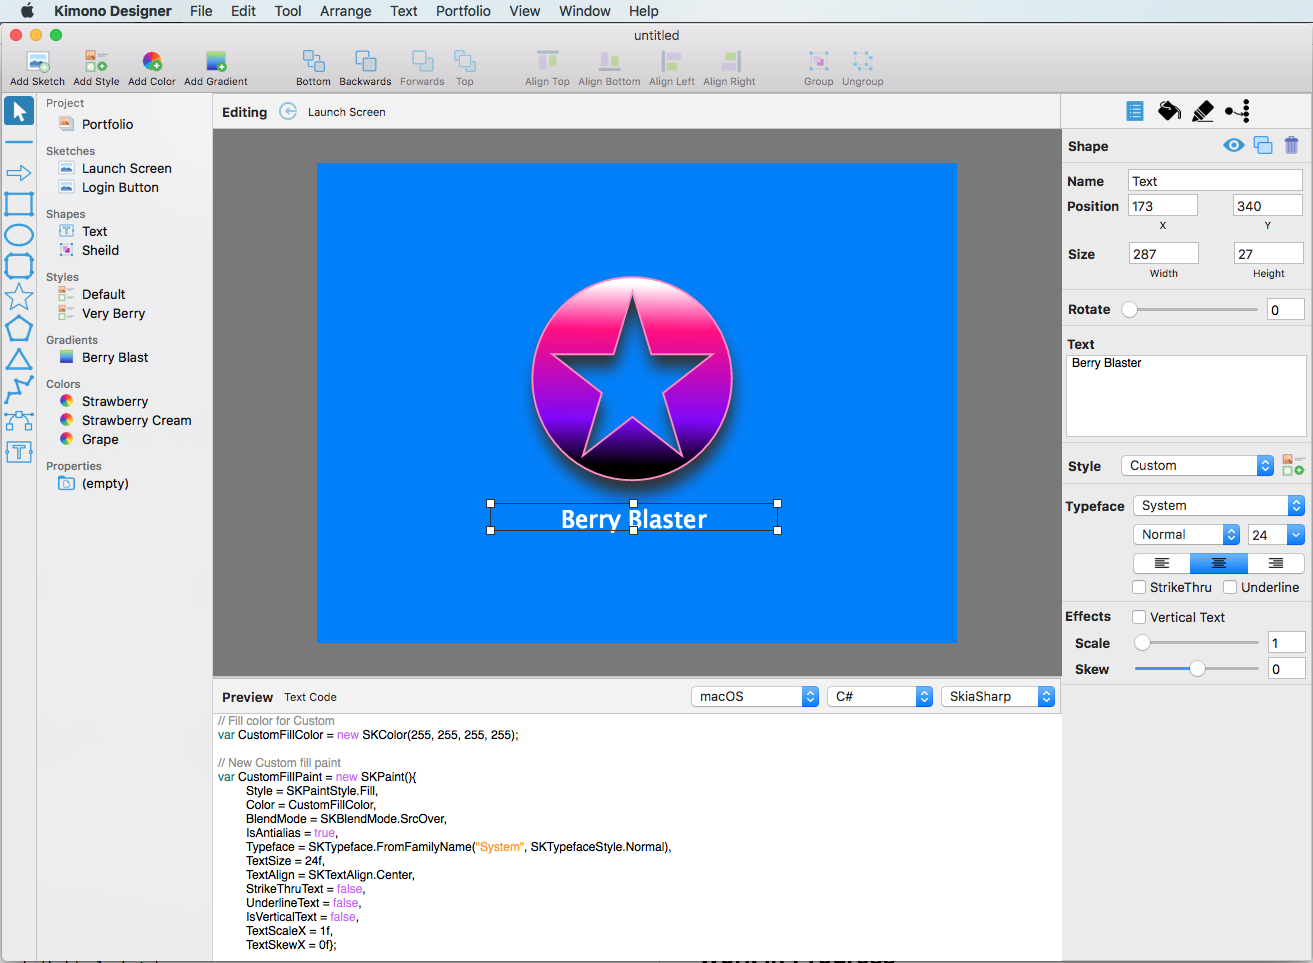 Kimono Designer File Edit Tool Arrange Text Portfolio View Window Help
untitled
Add Sketch Add Style Add Color Add Gradient Bottom Backwards Forwards Top Align Top Align Bottom Align Left Align Right Group Ungroup
Project
Portfolio
Sketches
Launch Screen
Login Button
Shapes
Text
Sheild
Styles
Default
Very Berry
Gradients
Berry Blast
Colors
Strawberry
Strawberry Cream
Grape
Properties
(empty)
Editing Launch Screen
Berry Blaster
Shape
Name Text
Position 173 340
X Y
Size 287 27
Width Height
Rotate 0
Text
Berry Blaster
Style Custom
Typeface System
Normal 24
StrikeThru Underline
Effects Vertical Text
Scale 1
Skew 0
Preview Text Code macOS C# SkiaSharp
// Fill color for Custom
var CustomFillColor = new SKColor(255, 255, 255, 255);
// New Custom fill paint
var CustomFillPaint = new SKPaint(){
Style = SKPaintStyle.Fill,
Color = CustomFillColor,
BlendMode = SKBlendMode.SrcOver,
IsAntialias = true,
Typeface = SKTypeface.FromFamilyName("System", SKTypefaceStyle.Normal),
TextSize = 24f,
TextAlign = SKTextAlign.Center,
StrikeThruText = false,
UnderlineText = false,
IsVerticalText = false,
TextScaleX = 1f,
TextSkewX = 0f};